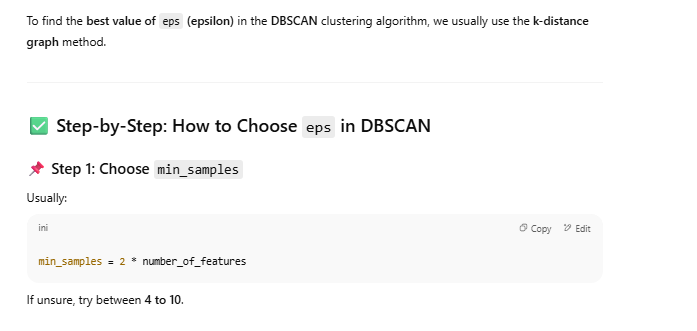 To find the best value of eps (epsilon) in the DBSCAN clustering algorithm, we usually use the k-distance
graph method.
Step-by-Step: How to Choose eps in DBSCAN
Step 1: Choose min_samples
Usually:
ini
Copy
Edit
min_samples = 2 * number_of_features
If unsure, try between 4 to 10.